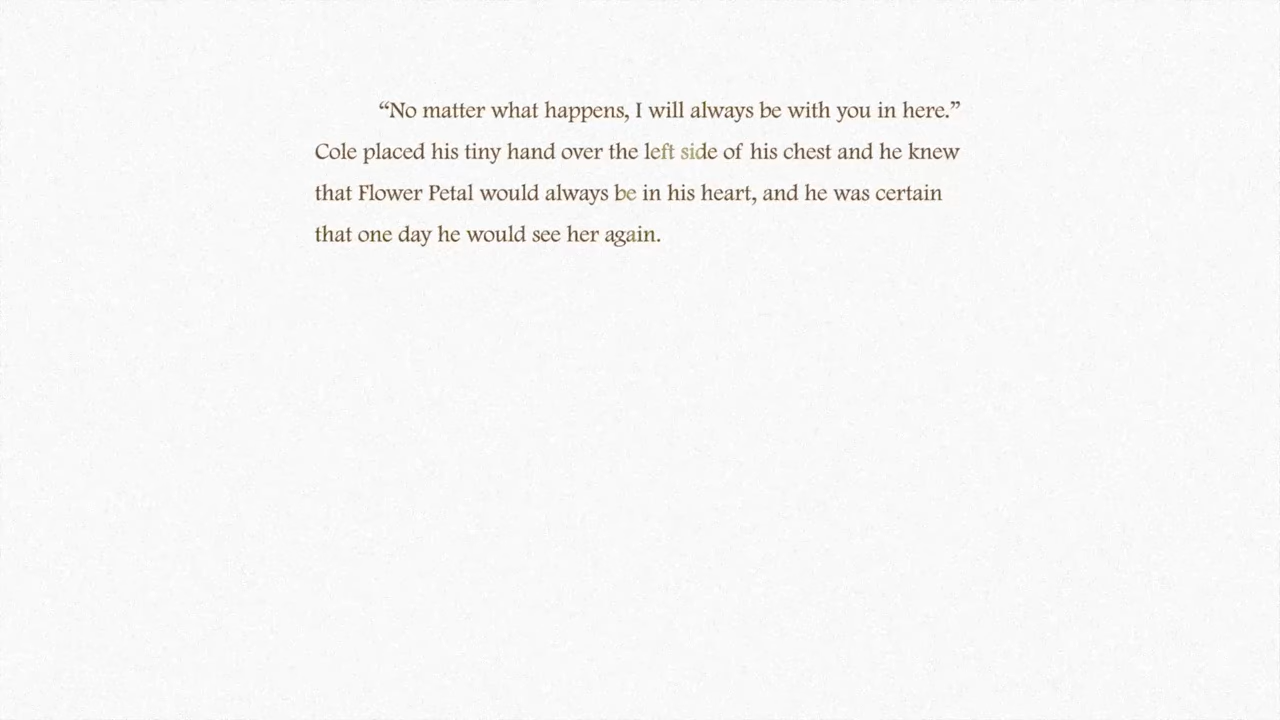 “No matter what happens, I will always be with you in here.”
Cole placed his tiny hand over the left side of his chest and he knew
that Flower Petal would always be in his heart, and he was certain
that one day he would see her again.